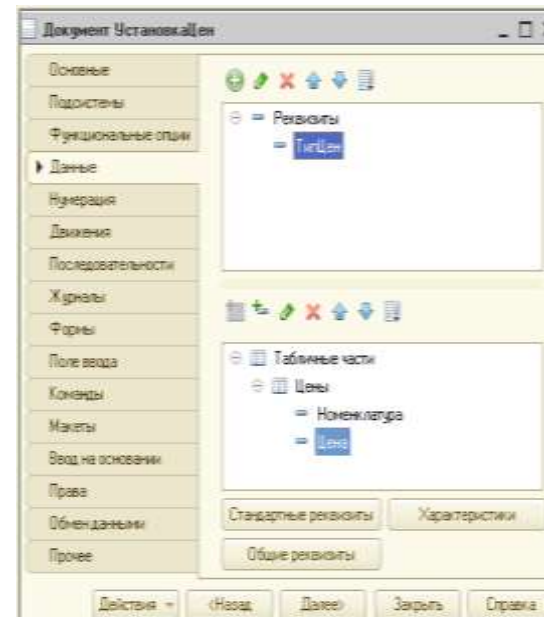 Документ УстановкаЦен
Основные
Подсистемы
Функциональные опции
Данные
Нумерация
Движения
Последовательности
Журналы
Формы
Поле ввода
Команды
Макеты
Ввод на основании
Права
Обмен данными
Прочее
Реквизиты
ТипЦен
Табличные части
Цены
Номенклатура
Цена
Стандартные реквизиты
Характеристики
Общие реквизиты
Действия
<Назад
Далее>
Закрыть
Справка